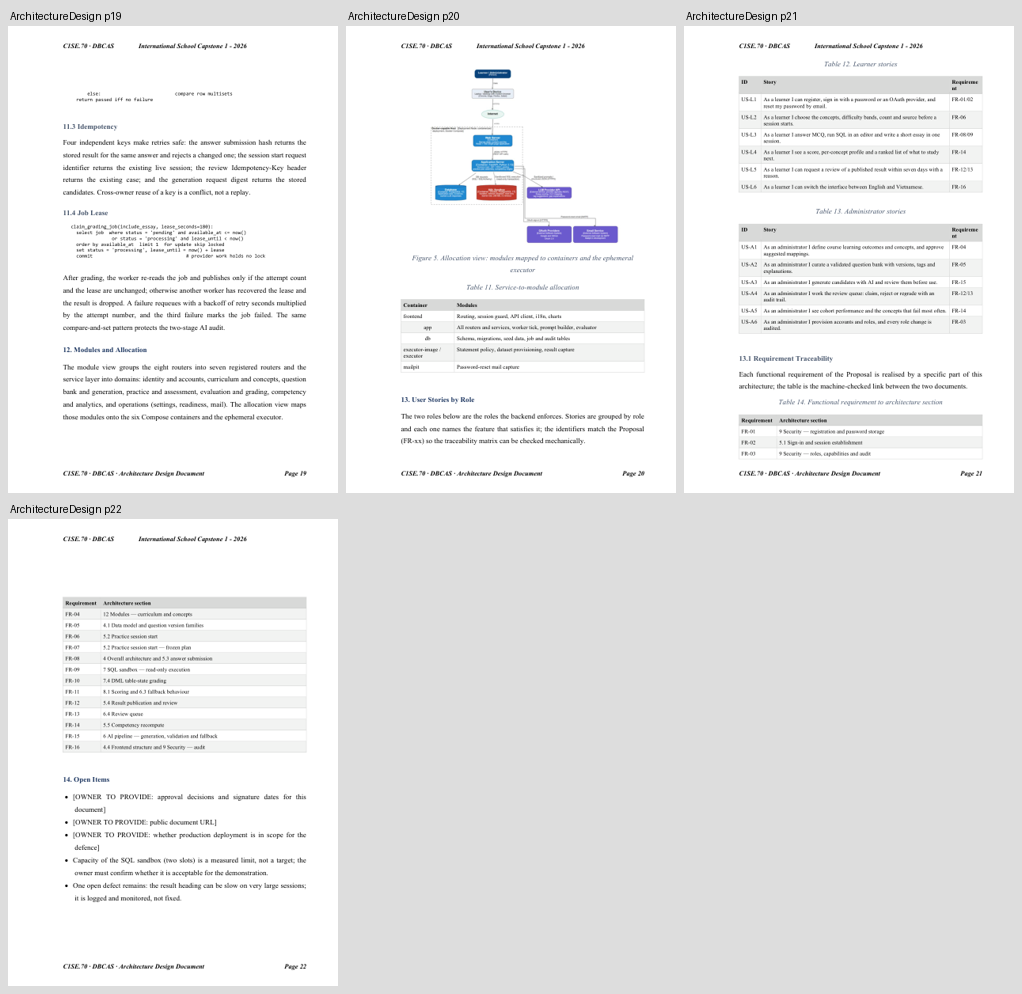 ArchitectureDesign p19
CISE.70 · DBCAS International School Capstone 1 - 2026
else: compare row multisets
return passed iff no failure
11.3 Idempotency
Four independent keys make retries safe: the answer submission hash returns the
stored result for the same answer and rejects a changed one; the session start request
identifier returns the existing live session; the review Idempotency-Key header
returns the existing case; and the generation request digest returns the stored
candidates. Cross-owner reuse of a key is a conflict, not a replay.
11.4 Job Lease
claim_grading_job(include_essay, lease_seconds=180):
select job where status = 'pending' and available_at <= now()
or status = 'processing' and lease_until < now()
order by available_at limit 1 for update skip locked
set status = 'processing', lease_until = now() + lease
commit # provider work holds no lock
After grading, the worker re-reads the job and publishes only if the attempt count
and the lease are unchanged; otherwise another worker has recovered the lease and
the result is dropped. A failure requeues with a backoff of retry seconds multiplied
by the attempt number, and the third failure marks the job failed. The same
compare-and-set pattern protects the two-stage AI audit.
12. Modules and Allocation
The module view groups the eight routers into seven registered routers and the
service layer into domains: identity and accounts, curriculum and concepts, question
bank and generation, practice and assessment, evaluation and grading, competency
and analytics, and operations (settings, readiness, mail). The allocation view maps
those modules onto the six Compose containers and the ephemeral executor.
CISE.70 · DBCAS - Architecture Design Document Page 19
ArchitectureDesign p20
CISE.70 · DBCAS International School Capstone 1 - 2026
Internet
Figure 5. Allocation view: modules mapped to containers and the ephemeral
executor
Table 11. Service-to-module allocation
Container Modules
frontend Routing, session guard, API client, i18n, charts
app All routers and services, worker tick, prompt builder, evaluator
db Schema, migrations, seed data, job and audit tables
executor-image / executor Statement policy, dataset provisioning, result capture
mailpit Password-reset mail capture
13. User Stories by Role
The two roles below are the roles the backend enforces. Stories are grouped by role
and each one names the feature that satisfies it; the identifiers match the Proposal
(FR-xx) so the traceability matrix can be checked mechanically.
CISE.70 · DBCAS - Architecture Design Document Page 20
ArchitectureDesign p21
CISE.70 · DBCAS International School Capstone 1 - 2026
Table 12. Learner stories
ID Story Requirement
US-L1 As a learner I can register, sign in with a password or an OAuth provider, and reset my password by email. FR-01/02
US-L2 As a learner I choose the concepts, difficulty bands, count and source before a session starts. FR-06
US-L3 As a learner I answer MCQ, run SQL in an editor and write a short essay in one session. FR-08/09
US-L4 As a learner I see a score, per-concept profile and a ranked list of what to study next. FR-14
US-L5 As a learner I can request a review of a published result within seven days with a reason. FR-12/13
US-L6 As a learner I can switch the interface between English and Vietnamese. FR-16
Table 13. Administrator stories
ID Story Requirement
US-A1 As an administrator I define course learning outcomes and concepts, and approve suggested mappings. FR-04
US-A2 As an administrator I curate a validated question bank with versions, tags and explanations. FR-05
US-A3 As an administrator I generate candidates with AI and review them before use. FR-15
US-A4 As an administrator I work the review queue: claim, reject or regrade with an audit trail. FR-12/13
US-A5 As an administrator I see cohort performance and the concepts that fail most often. FR-14
US-A6 As an administrator I provision accounts and roles, and every role change is audited. FR-03
13.1 Requirement Traceability
Each functional requirement of the Proposal is realised by a specific part of this
architecture; the table is the machine-checked link between the two documents.
Table 14. Functional requirement to architecture section
Requirement Architecture section
FR-01 9 Security — registration and password storage
FR-02 5.1 Sign-in and session establishment
FR-03 9 Security — roles, capabilities and audit
CISE.70 · DBCAS - Architecture Design Document Page 21
ArchitectureDesign p22
CISE.70 · DBCAS International School Capstone 1 - 2026
Requirement Architecture section
FR-04 12 Modules — curriculum and concepts
FR-05 4.1 Data model and question version families
FR-06 5.2 Practice session start
FR-07 5.2 Practice session start — frozen plan
FR-08 4 Overall architecture and 5.3 answer submission
FR-09 7 SQL sandbox — read-only execution
FR-10 7.4 DML table-state grading
FR-11 8.1 Scoring and 6.3 fallback behaviour
FR-12 5.4 Result publication and review
FR-13 6.4 Review queue
FR-14 5.5 Competency recompute
FR-15 6 AI pipeline — generation, validation and fallback
FR-16 4.4 Frontend structure and 9 Security — audit
14. Open Items
• [OWNER TO PROVIDE: approval decisions and signature dates for this
document]
• [OWNER TO PROVIDE: public document URL]
• [OWNER TO PROVIDE: whether production deployment is in scope for the
defence]
• Capacity of the SQL sandbox (two slots) is a measured limit, not a target; the
owner must confirm whether it is acceptable for the demonstration.
• One open defect remains: the result heading can be slow on very large sessions;
it is logged and monitored, not fixed.
CISE.70 · DBCAS - Architecture Design Document Page 22